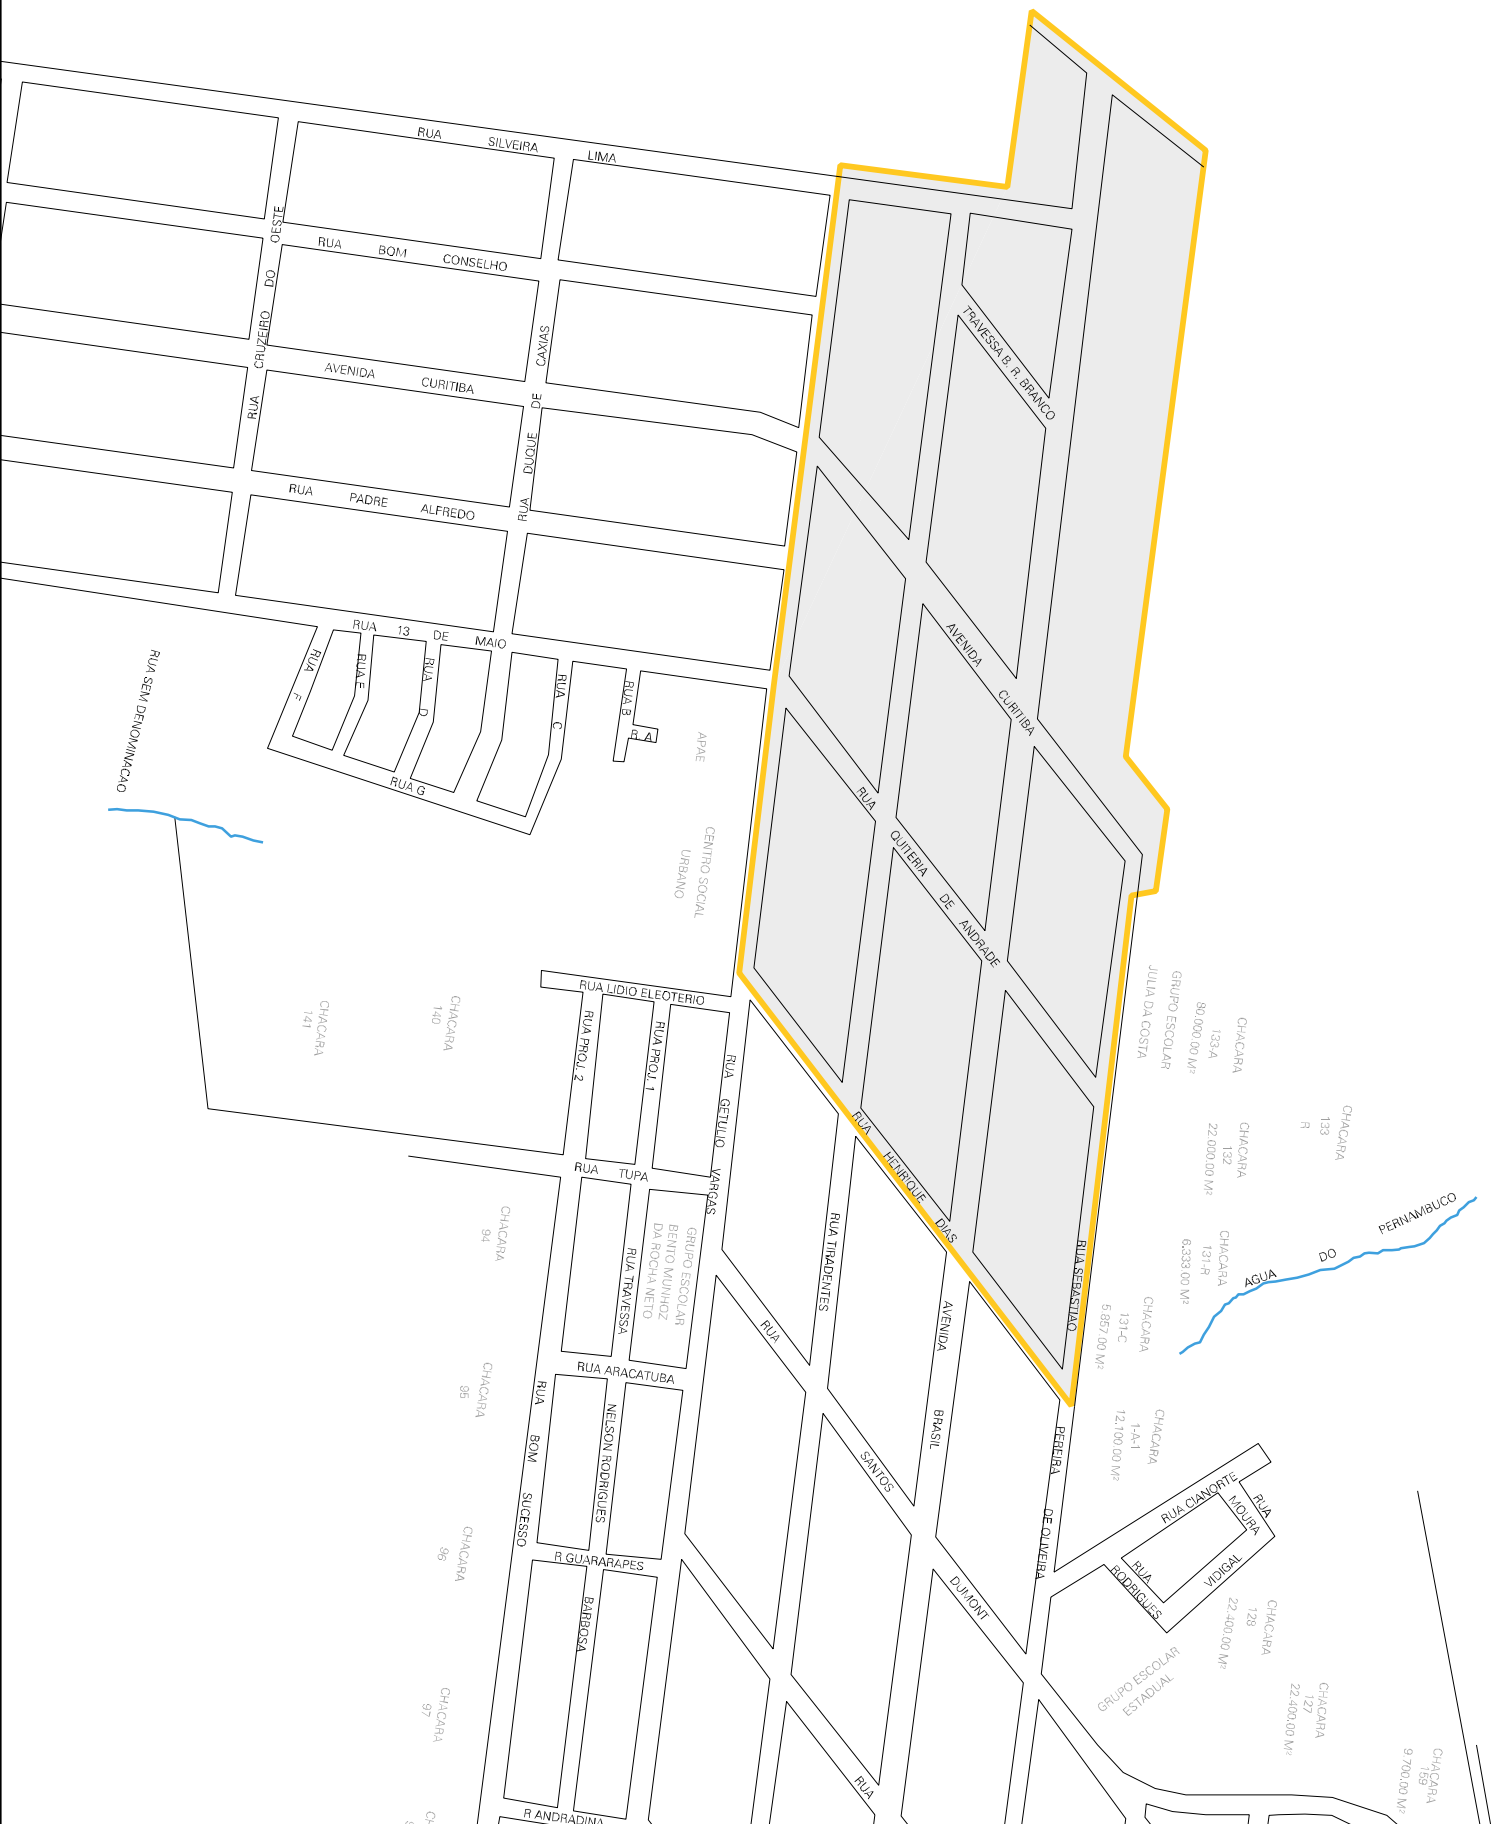 RUA SILVEIRA LIMA
RUA BOM CONSELHO
AVENIDA CURITIBA
RUA PADRE ALFREDO
RUA 13 DE MAIO
RUA CRUZEIRO DO OESTE
RUA DUQUE DE CAXIAS
TRAVESSA B. R. BRANCO
AVENIDA CURITIBA
RUA QUITERIA DE ANDRADE
RUA HENRIQUE DIAS
RUA SEM DENOMINACAO
RUA F
RUA E
RUA D
RUA C
RUA B
R A
RUA G
APAE
CENTRO SOCIAL
URBANO
CHACARA
141
CHACARA
140
RUA LIDIO ELEOTERIO
RUA PROJ. 2
RUA PROJ. 1
RUA GETULIO VARGAS
RUA TUPA
RUA TRAVESSA
GRUPO ESCOLAR
BENTO MUNHOZ
DA ROCHA NETO
RUA TIRADENTES
AVENIDA BRASIL
RUA SEBASTIAO PEREIRA DE OLIVEIRA
GRUPO ESCOLAR
JULIA DA COSTA
CHACARA
133-A
80.000.00 M²
CHACARA
133
R
CHACARA
132
22.000.00 M²
CHACARA
131-R
6.333.00 M²
CHACARA
131-C
5.857.00 M²
CHACARA
1-A-1
12.100.00 M²
AGUA DO PERNAMBUCO
CHACARA
94
CHACARA
95
CHACARA
96
CHACARA
97
RUA ARACATUBA
RUA BOM SUCESSO
NELSON RODRIGUES
R GUARARAPES
BARBOSA
R ANDRADINA
RUA SANTOS DUMONT
RUA
RUA CIANORTE
RUA MOURA
RUA RODRIGUES
VIDIGAL
GRUPO ESCOLAR
ESTADUAL
CHACARA
128
22.400.00 M²
CHACARA
127
22.400.00 M²
CHACARA
159
9.700.00 M²